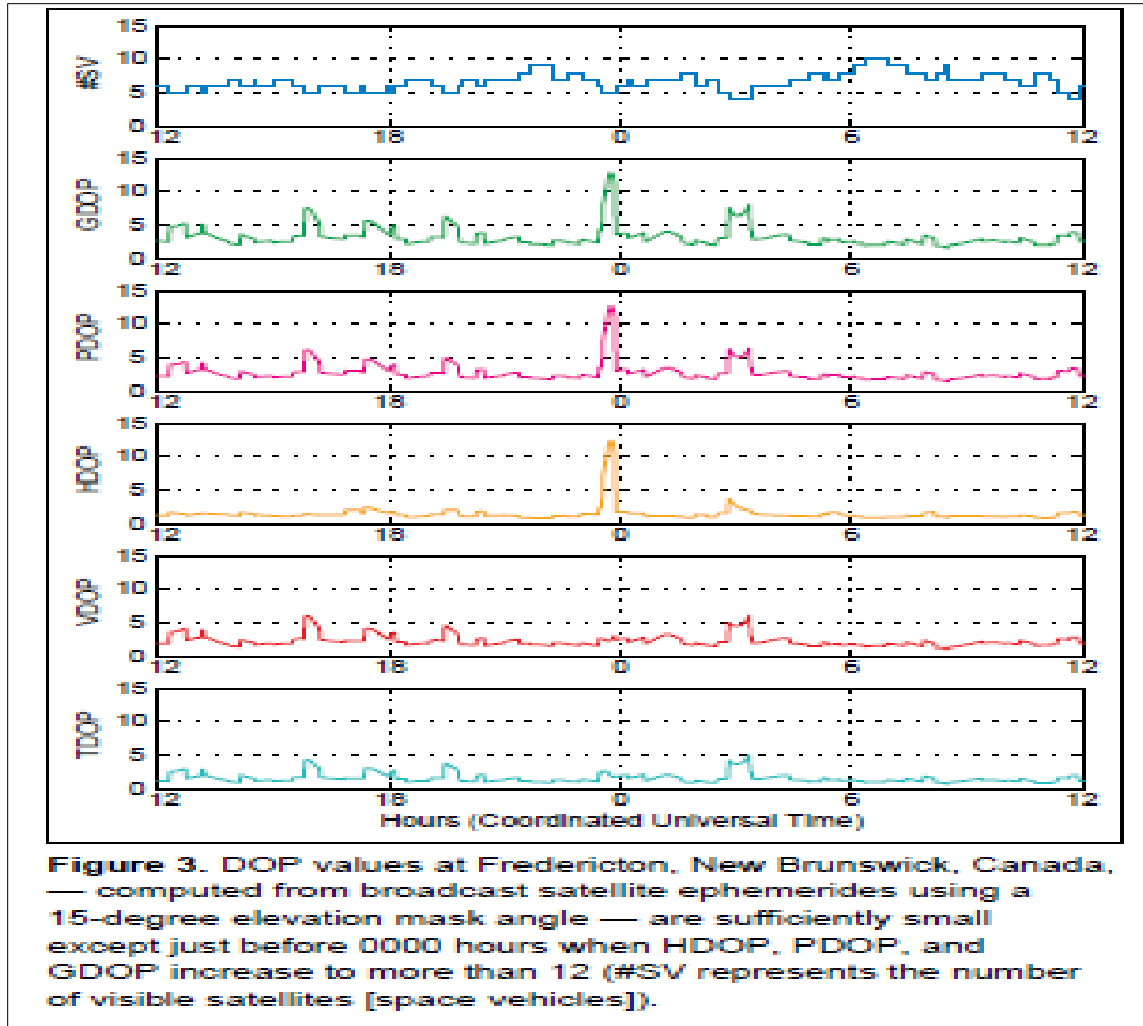 #SV
15
10
5
0
12 18 0 6 12
GDOP
15
10
5
0
12 18 0 6 12
PDOP
15
10
5
0
12 18 0 6 12
HDOP
15
10
5
0
12 18 0 6 12
VDOP
15
10
5
0
12 18 0 6 12
TDOP
15
10
5
0
12 18 0 6 12
Hours (Coordinated Universal Time)
Figure 3. DOP values at Fredericton, New Brunswick, Canada,
— computed from broadcast satellite ephemerides using a
15-degree elevation mask angle — are sufficiently small
except just before 0000 hours when HDOP, PDOP, and
GDOP increase to more than 12 (#SV represents the number
of visible satellites [space vehicles]).